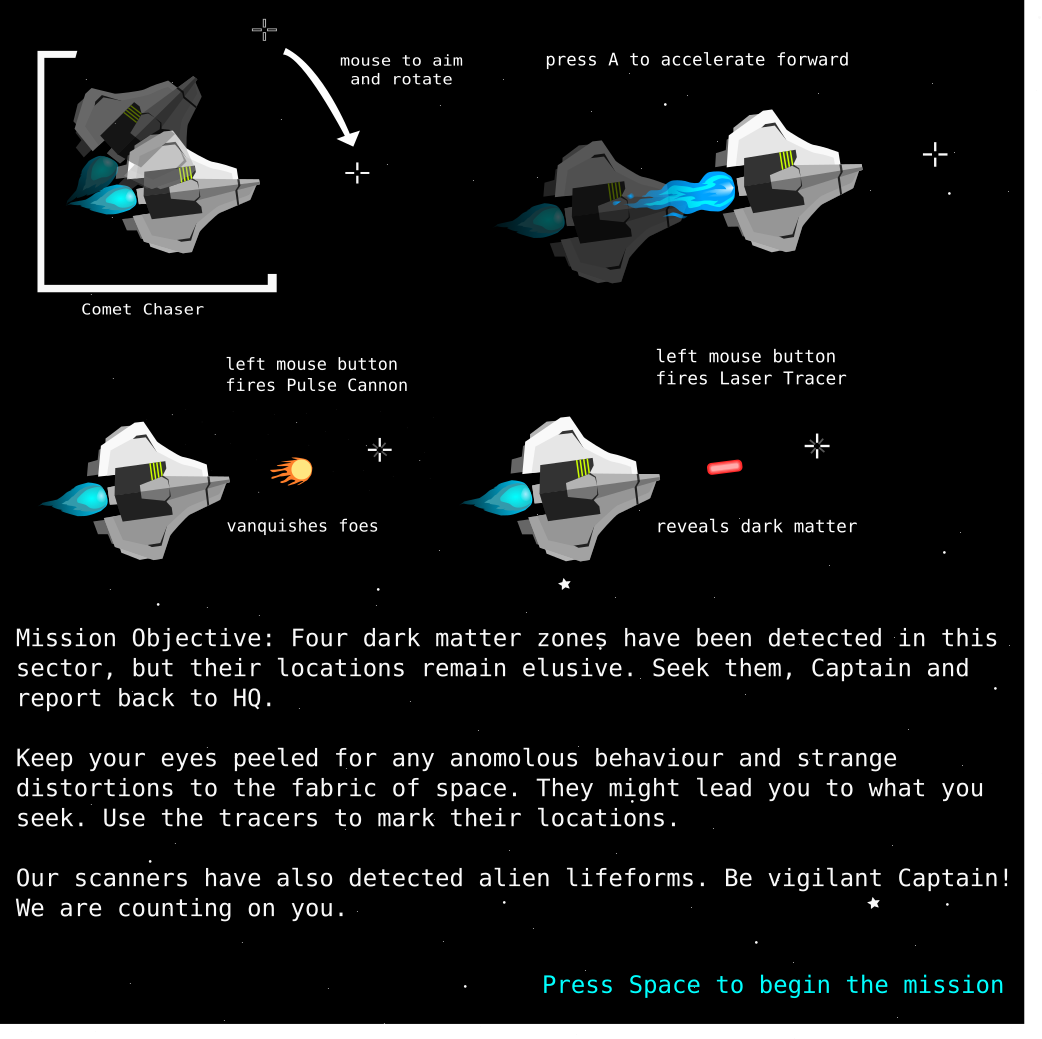 mouse to aim
and rotate
press A to accelerate forward
Comet Chaser
left mouse button
fires Pulse Cannon
left mouse button
fires Laser Tracer
vanquishes foes
reveals dark matter
Mission Objective: Four dark matter zones have been detected in this
sector, but their locations remain elusive. Seek them, Captain and
report back to HQ.
Keep your eyes peeled for any anomolous behaviour and strange
distortions to the fabric of space. They might lead you to what you
seek. Use the tracers to mark their locations.
Our scanners have also detected alien lifeforms. Be vigilant Captain!
We are counting on you.
Press Space to begin the mission